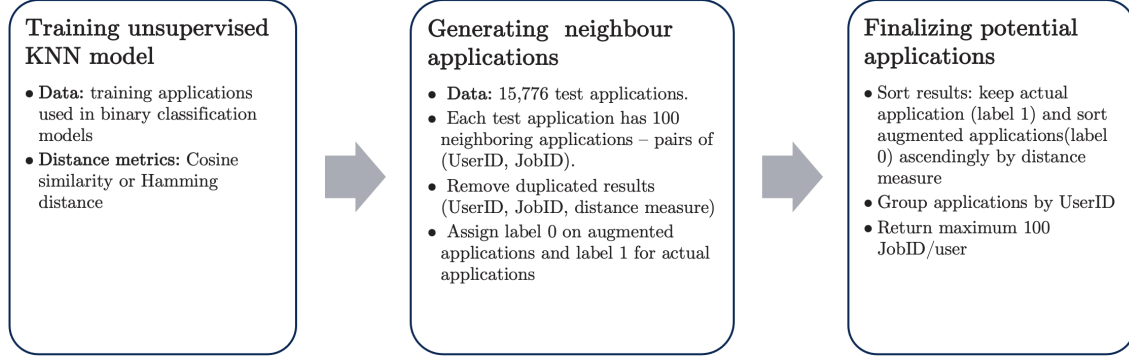 Training unsupervised
KNN model
• Data: training applications
used in binary classification
models
• Distance metrics: Cosine
similarity or Hamming
distance
Generating neighbour
applications
• Data: 15,776 test applications.
• Each test application has 100
neighboring applications – pairs of
(UserID, JobID).
• Remove duplicated results
(UserID, JobID, distance measure)
• Assign label 0 on augmented
applications and label 1 for actual
applications
Finalizing potential
applications
• Sort results: keep actual
application (label 1) and sort
augmented applications(label
0) ascendingly by distance
measure
• Group applications by UserID
• Return maximum 100
JobID/user